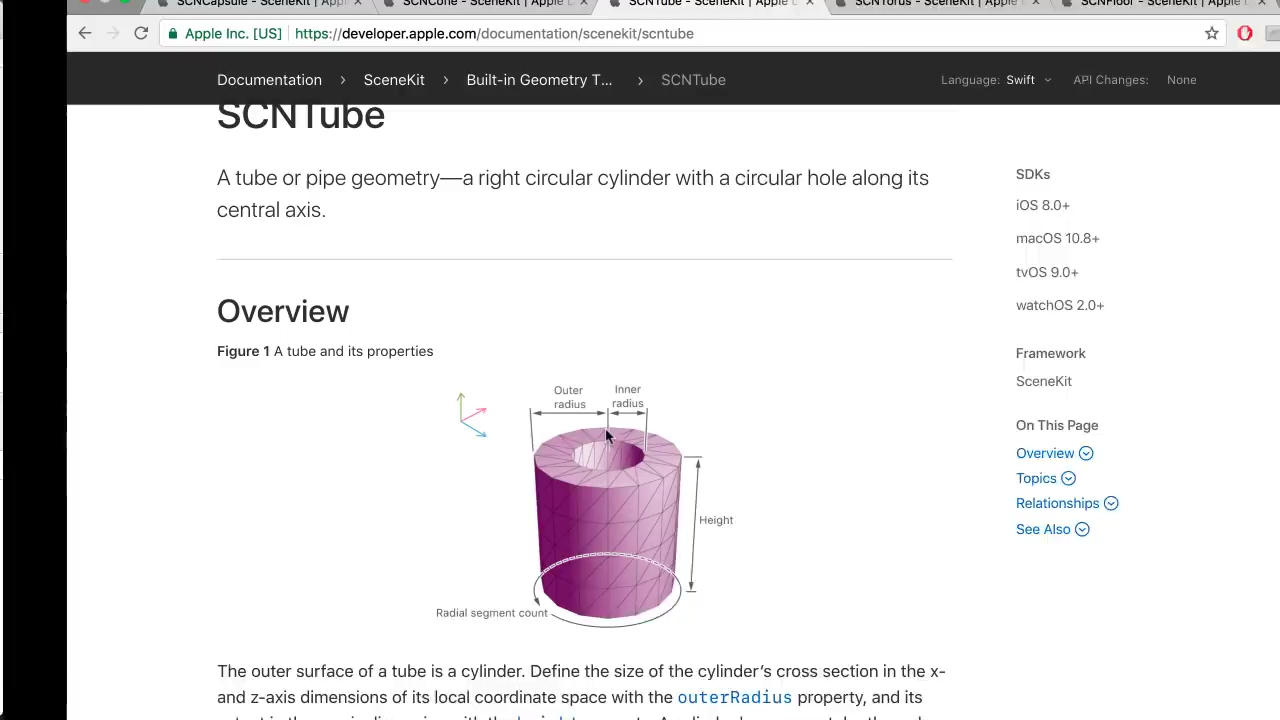 SCNCapsule - SceneKit | Apple D
SCNCone - SceneKit | Apple D
SCNTube - SceneKit | Apple D
SCNTorus - SceneKit | Apple D
SCNFloor - SceneKit | Apple D
Apple Inc. [US]
https://developer.apple.com/documentation/scenekit/scntube
Documentation > SceneKit > Built-in Geometry T... > SCNTube
Language: Swift
API Changes: None
SCNTube
A tube or pipe geometry—a right circular cylinder with a circular hole along its
central axis.
SDKs
iOS 8.0+
macOS 10.8+
tvOS 9.0+
watchOS 2.0+
Framework
SceneKit
On This Page
Overview
Topics
Relationships
See Also
Overview
Figure 1 A tube and its properties
Outer
radius
Inner
radius
Height
Radial segment count
The outer surface of a tube is a cylinder. Define the size of the cylinder’s cross section in the x-
and z-axis dimensions of its local coordinate space with the outerRadius property, and its